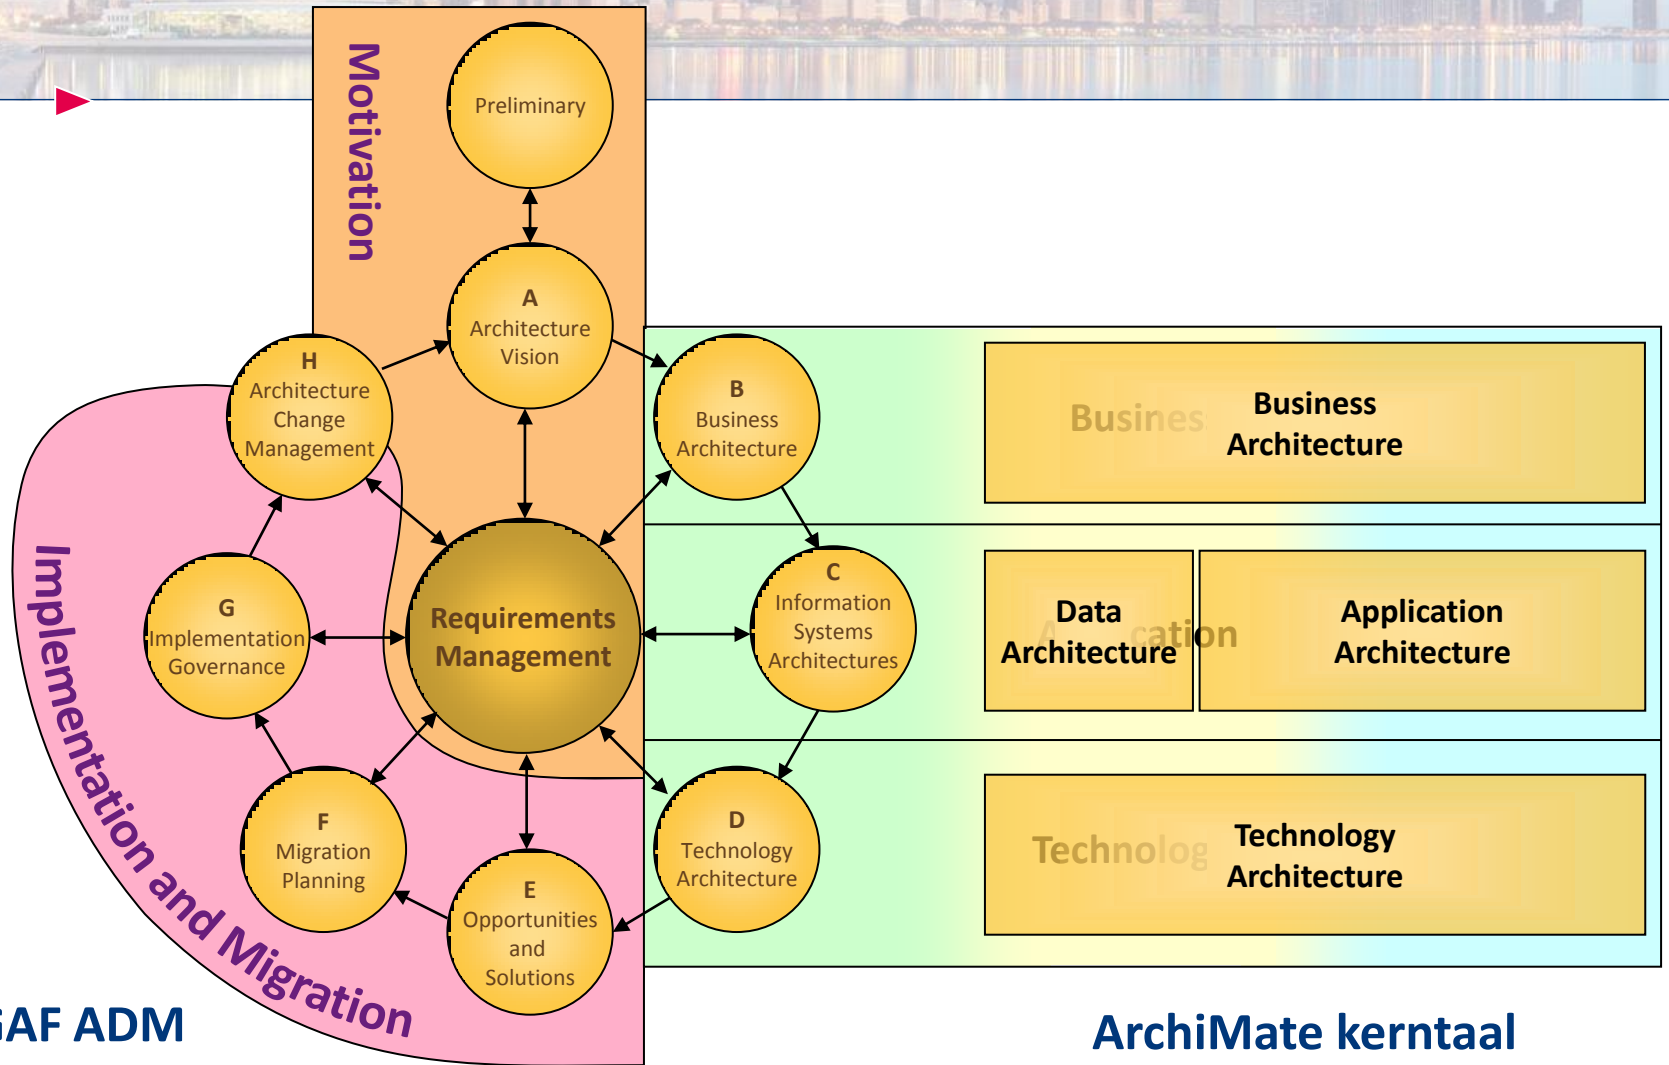 Motivation
Preliminary
A
Architecture
Vision
H
Architecture
Change
Management
B
Business
Architecture
Business
Architecture
Implementation and Migration
G
Implementation
Governance
Requirements
Management
C
Information
Systems
Architectures
Data
Architecture
Application
Architecture
F
Migration
Planning
E
Opportunities
and
Solutions
D
Technology
Architecture
Technology
Architecture
GAF ADM
ArchiMate kerntaal